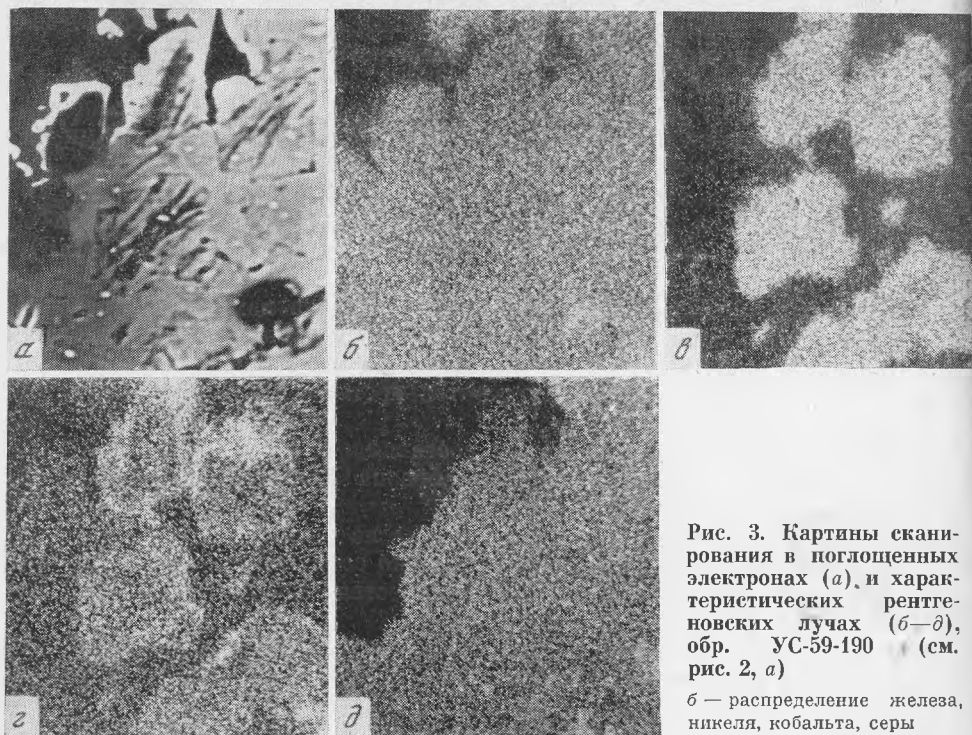 а
б
в
г
д
Рис. 3. Картины скани-
рования в поглощенных
электронах (а) и харак-
теристических рентге-
новских лучах (б—д),
обр. УС-59-190 (см.
рис. 2, а)
б — распределение железа,
никеля, кобальта, серы